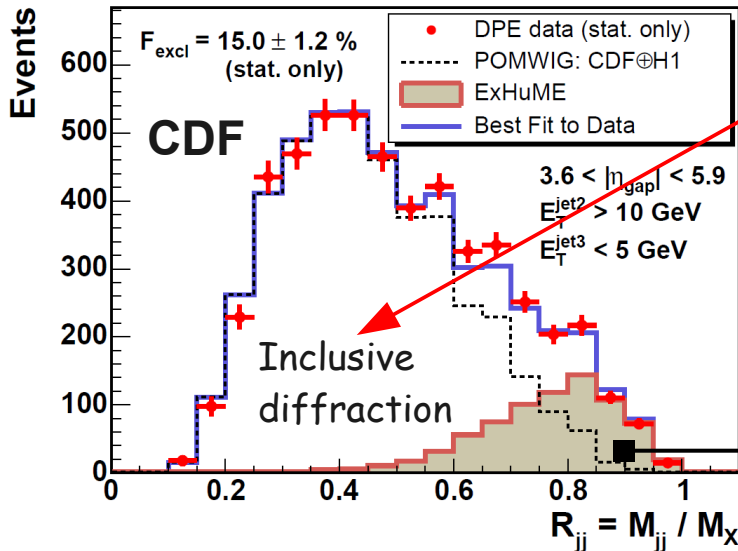 Events
600
500
400
300
200
100
0
F_excl = 15.0 ± 1.2 %
(stat. only)
CDF
DPE data (stat. only)
POMWIG: CDF⊕H1
ExHuME
Best Fit to Data
3.6 < |η_gap| < 5.9
E_T^jet2 > 10 GeV
E_T^jet3 < 5 GeV
Inclusive
diffraction
0 0.2 0.4 0.6 0.8 1
R_jj = M_jj / M_X